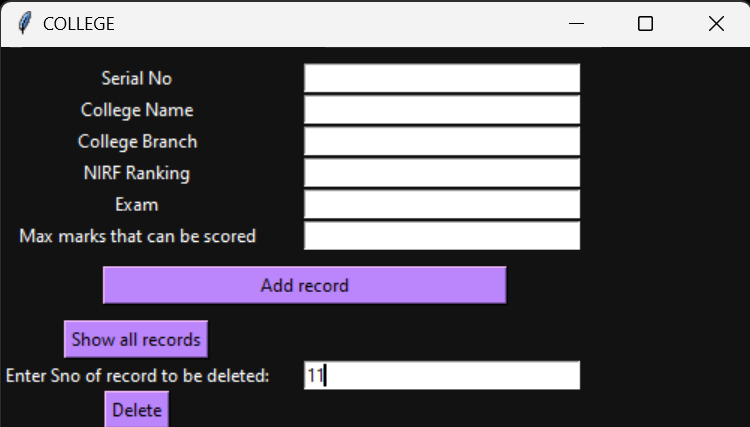 COLLEGE
Serial No
College Name
College Branch
NIRF Ranking
Exam
Max marks that can be scored
Add record
Show all records
Enter Sno of record to be deleted: 11
Delete